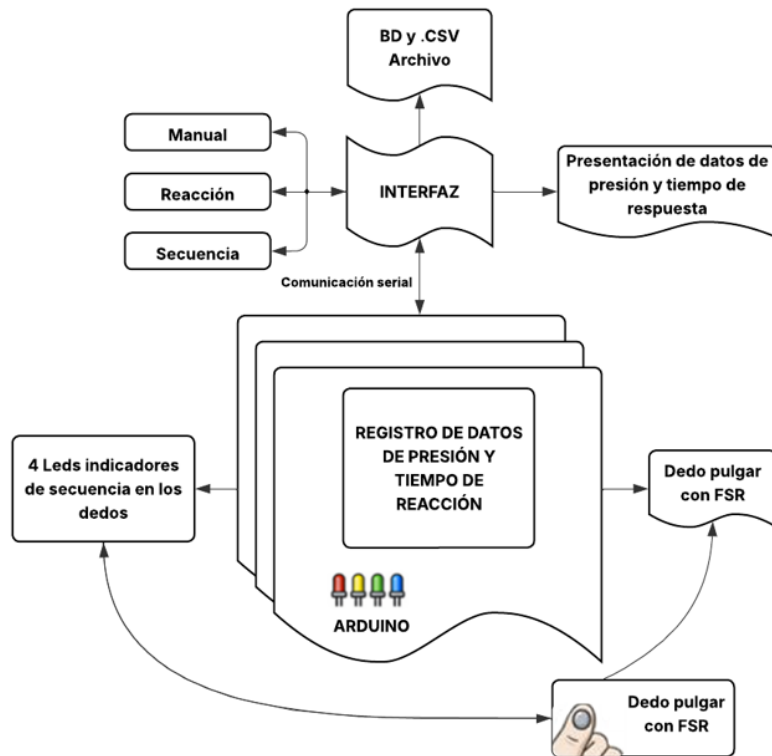 BD y .CSV
Archivo
Manual
Reacción
Secuencia
INTERFAZ
Presentación de datos de
presión y tiempo de
respuesta
Comunicación serial
REGISTRO DE DATOS
DE PRESIÓN Y
TIEMPO DE
REACCIÓN
4 Leds indicadores
de secuencia en los
dedos
Dedo pulgar
con FSR
ARDUINO
Dedo pulgar
con FSR